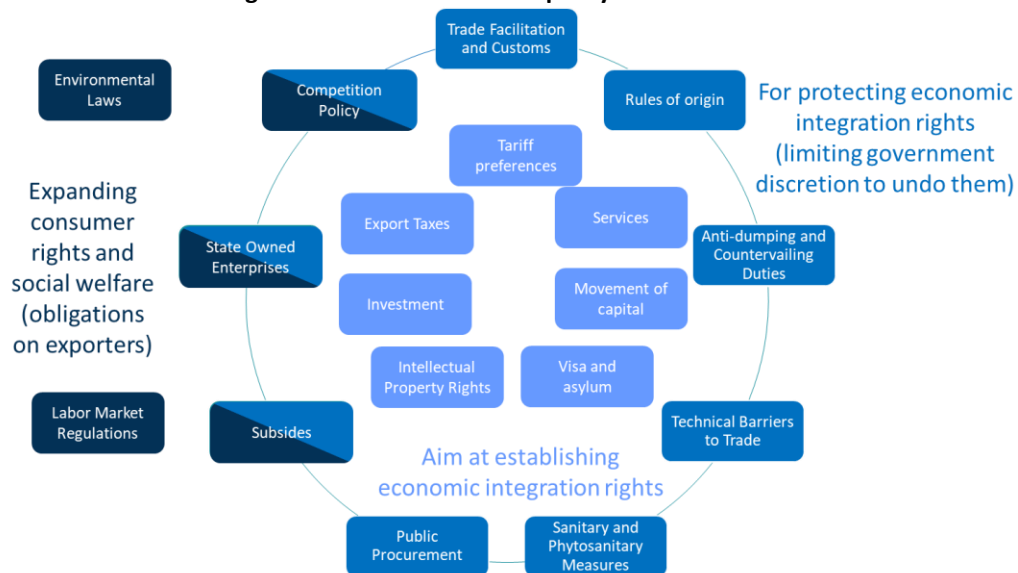 Trade Facilitation
and Customs
Environmental
Laws
Competition
Policy
Rules of origin
For protecting economic
integration rights
(limiting government
discretion to undo them)
Tariff
preferences
Export Taxes
Services
Expanding
consumer
rights and
social welfare
(obligations
on exporters)
State Owned
Enterprises
Anti-dumping and
Countervailing
Duties
Investment
Movement of
capital
Intellectual
Property Rights
Visa and
asylum
Labor Market
Regulations
Subsides
Technical Barriers
to Trade
Aim at establishing
economic integration rights
Public
Procurement
Sanitary and
Phytosanitary
Measures